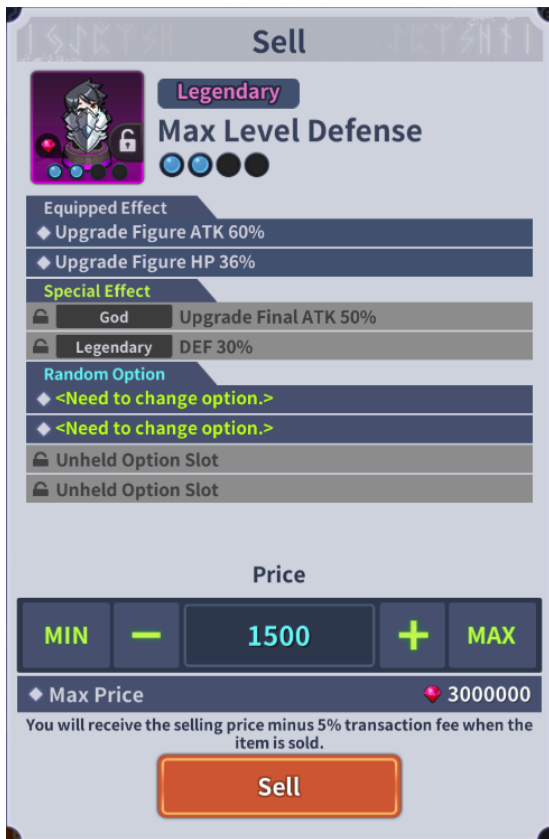 Sell
Legendary
Max Level Defense
Equipped Effect
Upgrade Figure ATK 60%
Upgrade Figure HP 36%
Special Effect
God Upgrade Final ATK 50%
Legendary DEF 30%
Random Option
<Need to change option.>
<Need to change option.>
Unheld Option Slot
Unheld Option Slot
Price
MIN − 1500 + MAX
Max Price 3000000
You will receive the selling price minus 5% transaction fee when the
item is sold.
Sell